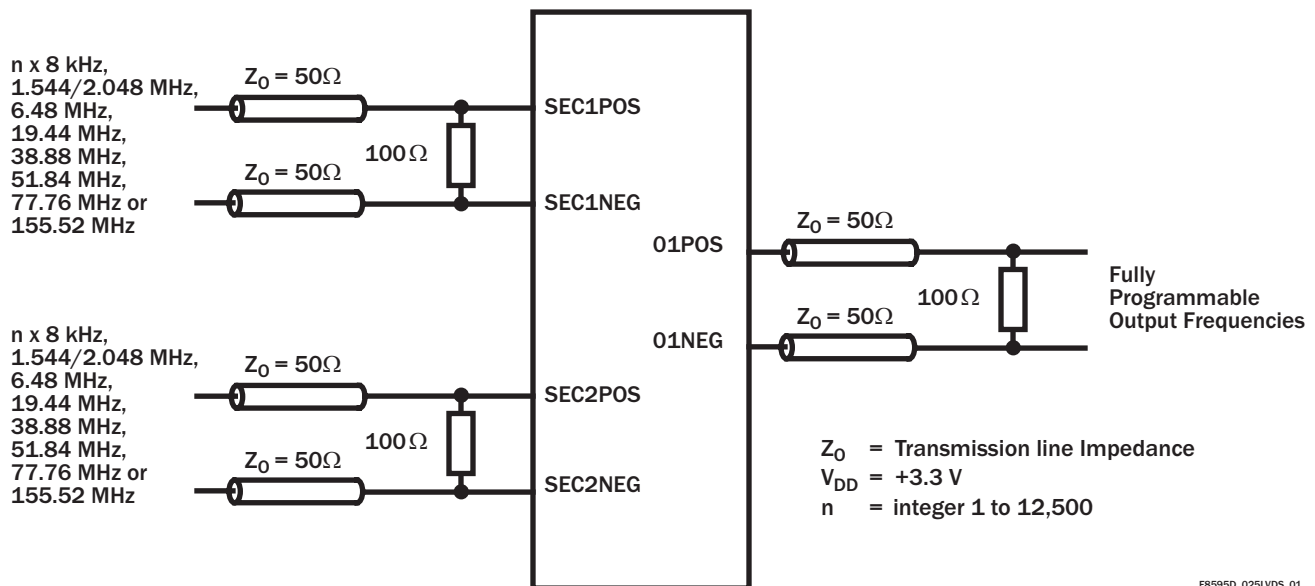 n x 8 kHz,
1.544/2.048 MHz,
6.48 MHz,
19.44 MHz,
38.88 MHz,
51.84 MHz,
77.76 MHz or
155.52 MHz
Z₀ = 50Ω
Z₀ = 50Ω
100Ω
SEC1POS
SEC1NEG
n x 8 kHz,
1.544/2.048 MHz,
6.48 MHz,
19.44 MHz,
38.88 MHz,
51.84 MHz,
77.76 MHz or
155.52 MHz
Z₀ = 50Ω
Z₀ = 50Ω
100Ω
SEC2POS
SEC2NEG
01POS
01NEG
Z₀ = 50Ω
Z₀ = 50Ω
100Ω
Fully
Programmable
Output Frequencies
Z₀ = Transmission line Impedance
V_DD = +3.3 V
n = integer 1 to 12,500
F8595D_025LVDS_01